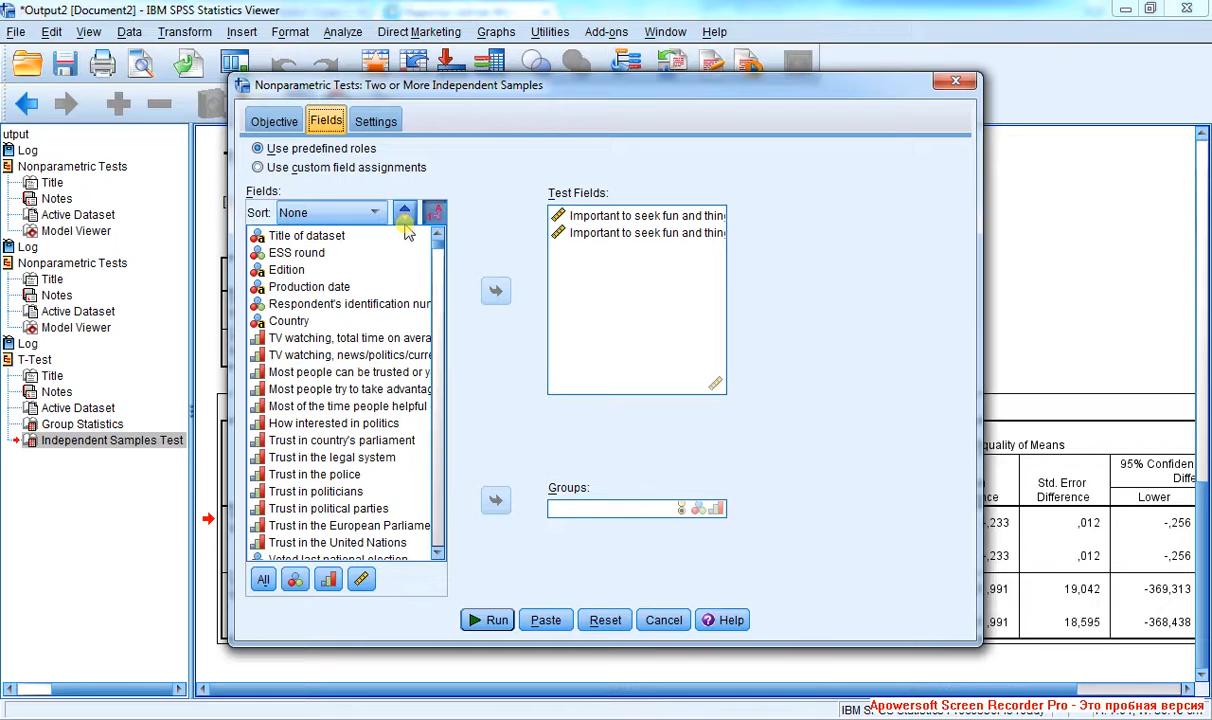 *Output2 [Document2] - IBM SPSS Statistics Viewer
File Edit View Data Transform Insert Format Analyze Direct Marketing Graphs Utilities Add-ons Window Help
Nonparametric Tests: Two or More Independent Samples
Objective Fields Settings
Use predefined roles
Use custom field assignments
Fields:
Sort: None
Title of dataset
ESS round
Edition
Production date
Respondent's identification nur
Country
TV watching, total time on avera
TV watching, news/politics/curre
Most people can be trusted or y
Most people try to take advantag
Most of the time people helpful
How interested in politics
Trust in country's parliament
Trust in the legal system
Trust in the police
Trust in politicians
Trust in political parties
Trust in the European Parliame
Trust in the United Nations
Voted last national election
All
Test Fields:
Important to seek fun and thing
Important to seek fun and thing
Groups:
Run Paste Reset Cancel Help
utput
Log
Nonparametric Tests
Title
Notes
Active Dataset
Model Viewer
Log
Nonparametric Tests
Title
Notes
Active Dataset
Model Viewer
Log
T-Test
Title
Notes
Active Dataset
Group Statistics
Independent Samples Test
quality of Means
95% Confiden
Diffe
Std. Error
Difference
nce
Lower
-,233 ,012 -,256
-,233 ,012 -,256
,991 19,042 -369,313
,991 18,595 -368,438
Apowersoft Screen Recorder Pro - Это пробная версия